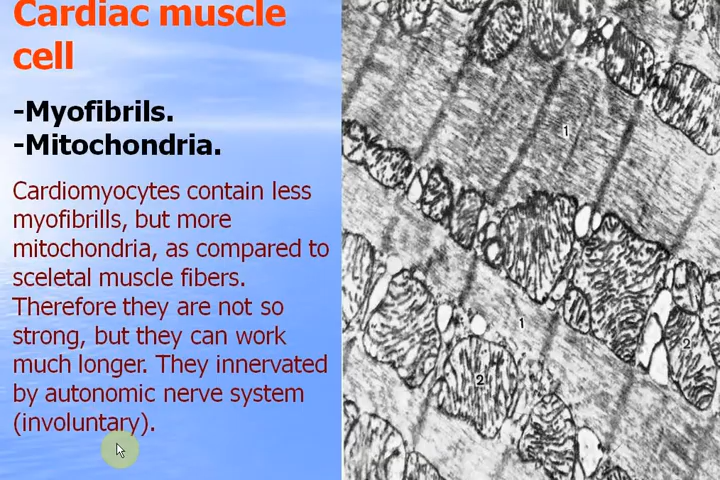 Cardiac muscle
cell
-Myofibrils.
-Mitochondria.
Cardiomyocytes contain less
myofibrills, but more
mitochondria, as compared to
sceletal muscle fibers.
Therefore they are not so
strong, but they can work
much longer. They innervated
by autonomic nerve system
(involuntary).
1
1
2
2